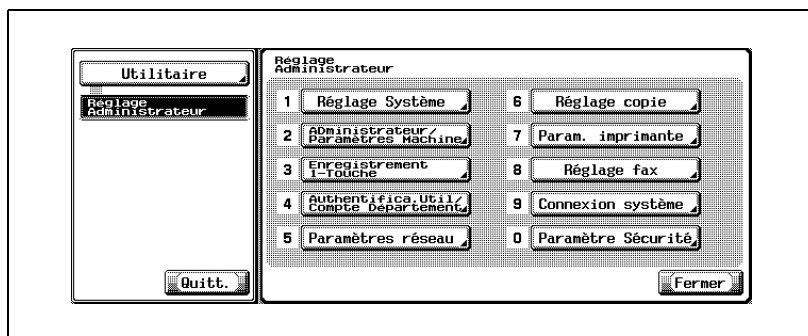 Utilitaire
Réglage
Administrateur
Quitt.
Réglage
Administrateur
1 Réglage Système
2 ADministrateur/
Paramètres Machine
3 Enregistrement
1-Touche
4 Authentifica.Util/
Compte Département
5 Paramètres réseau
6 Réglage copie
7 Param. imprimante
8 Réglage fax
9 Connexion système
0 Paramètre Sécurité
Fermer